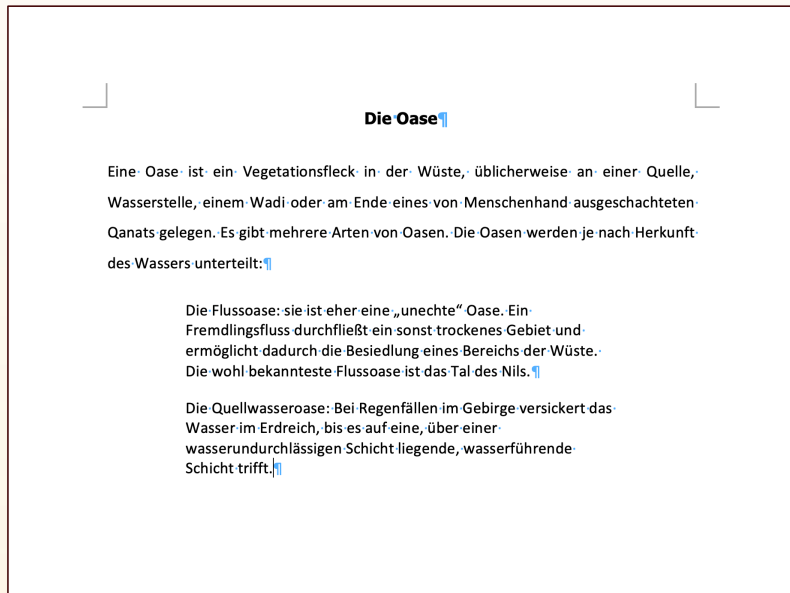 Die Oase¶
Eine Oase ist ein Vegetationsfleck in der Wüste, üblicherweise an einer Quelle,
Wasserstelle, einem Wadi oder am Ende eines von Menschenhand ausgeschachteten
Qanats gelegen. Es gibt mehrere Arten von Oasen. Die Oasen werden je nach Herkunft
des Wassers unterteilt:¶
Die Flussoase: sie ist eher eine „unechte“ Oase. Ein
Fremdlingsfluss durchfließt ein sonst trockenes Gebiet und
ermöglicht dadurch die Besiedlung eines Bereichs der Wüste.
Die wohl bekannteste Flussoase ist das Tal des Nils.¶
Die Quellwasseroase: Bei Regenfällen im Gebirge versickert das
Wasser im Erdreich, bis es auf eine, über einer
wasserundurchlässigen Schicht liegende, wasserführende
Schicht trifft.¶